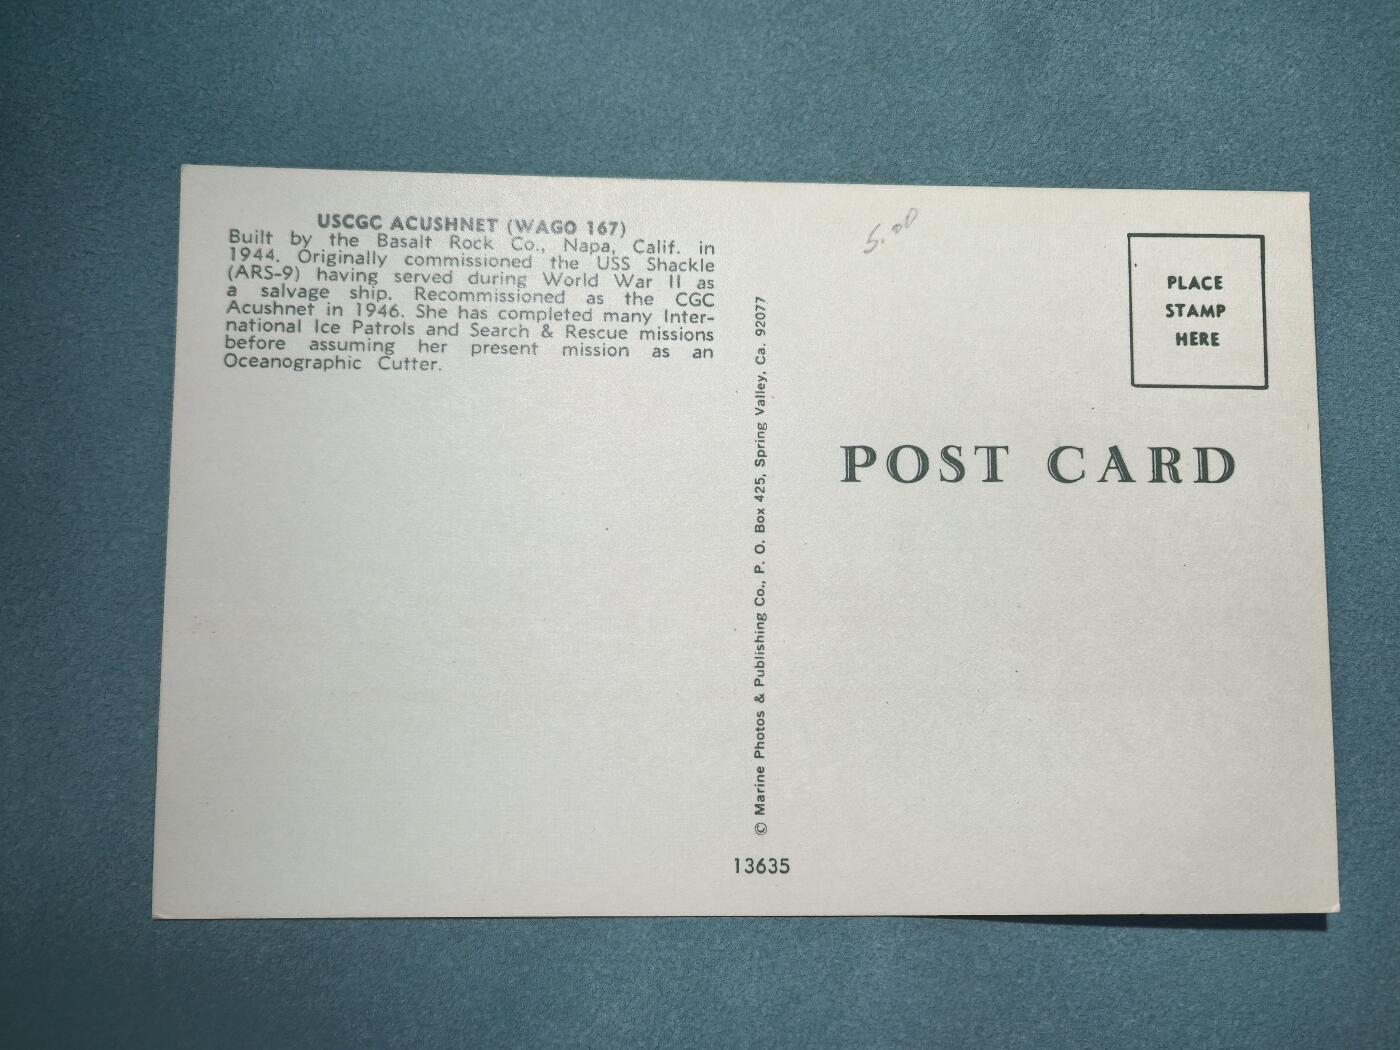 USCGC ACUSHNET (WAGO 167)
Built by the Basalt Rock Co., Napa, Calif. in
1944. Originally commissioned the USS Shackle
(ARS-9) having served during World War II as
a salvage ship. Recommissioned as the CGC
Acushnet in 1946. She has completed many Inter-
national Ice Patrols and Search & Rescue missions
before assuming her present mission as an
Oceanographic Cutter.
© Marine Photos & Publishing Co., P. O. Box 425, Spring Valley, Ca. 92077
13635
5.00
PLACE
STAMP
HERE
POST CARD